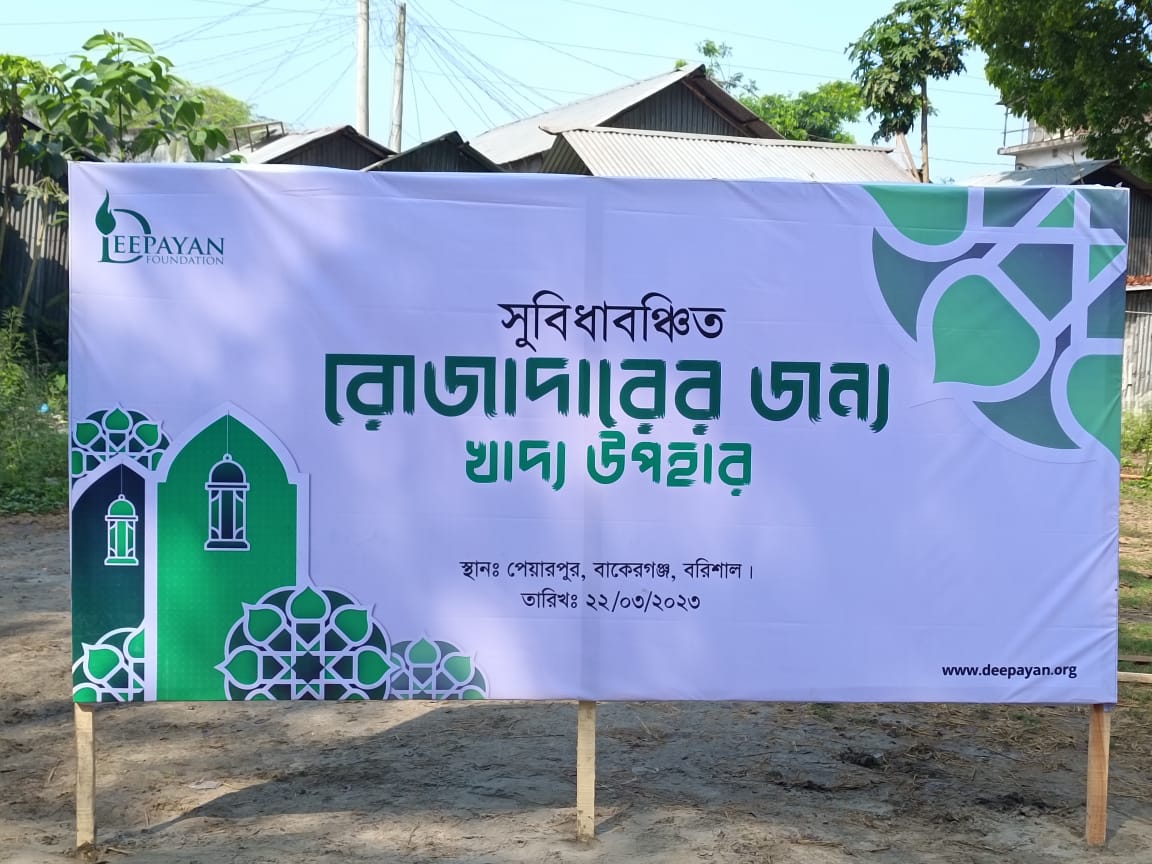 DEEPAYAN
FOUNDATION
সুবিধাবঞ্চিত
রোজাদারের জন্য
খাদ্য উপহার
স্থানঃ পেয়ারপুর, বাকেরগঞ্জ, বরিশাল।
তারিখঃ ২২/০৩/২০২৩
www.deepayan.org